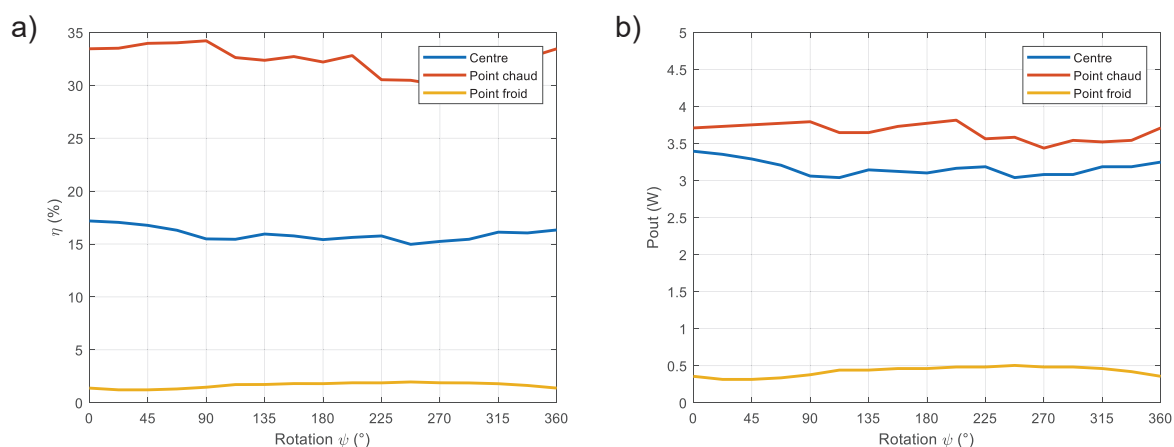 a)
35
30
25
20
15
10
5
0
η (%)
0 45 90 135 180 225 270 315 360
Rotation ψ (°)
Centre
Point chaud
Point froid
b)
5
4.5
4
3.5
3
2.5
2
1.5
1
0.5
0
Pout (W)
0 45 90 135 180 225 270 315 360
Rotation ψ (°)
Centre
Point chaud
Point froid